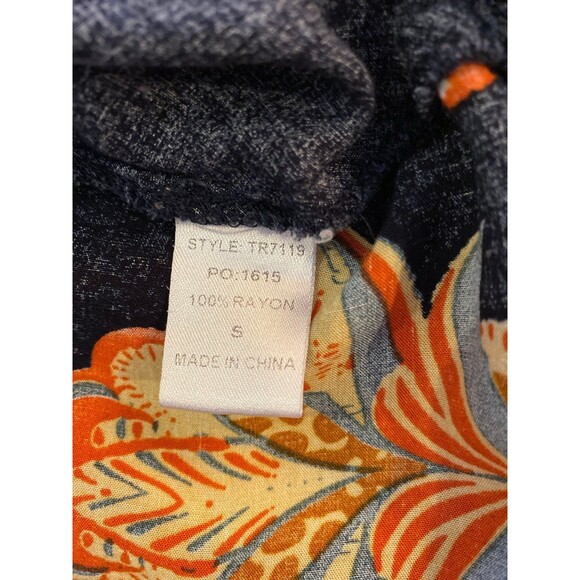 STYLE: TR7119
PO:1615
100% RAYON
S
MADE IN CHINA